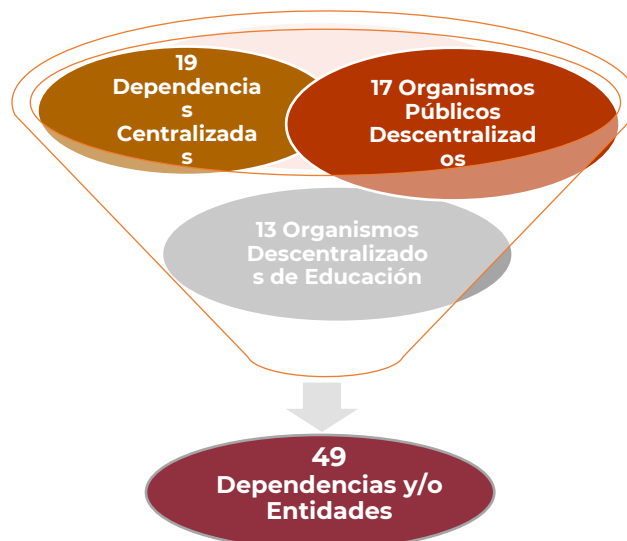 19
Dependencia
s
Centralizada
s
17 Organismos
Públicos
Descentralizad
os
13 Organismos
Descentralizado
s de Educación
49
Dependencias y/o
Entidades